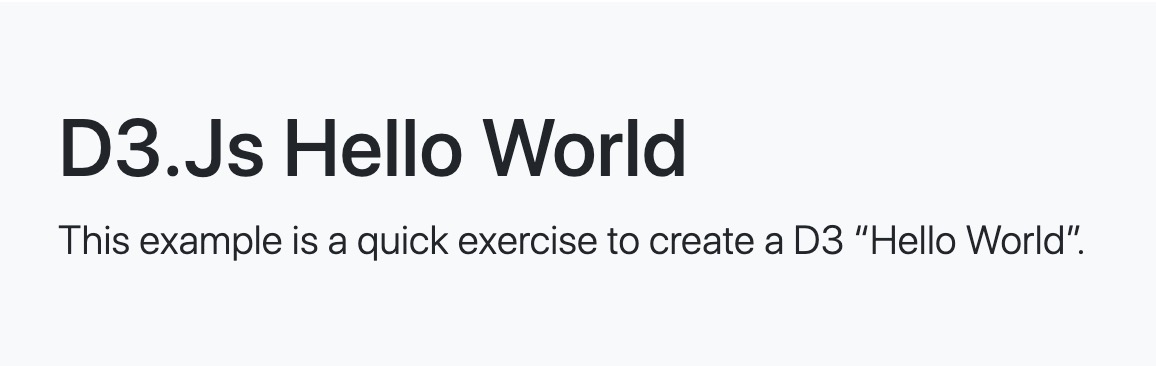 D3.Js Hello World
This example is a quick exercise to create a D3 “Hello World”.